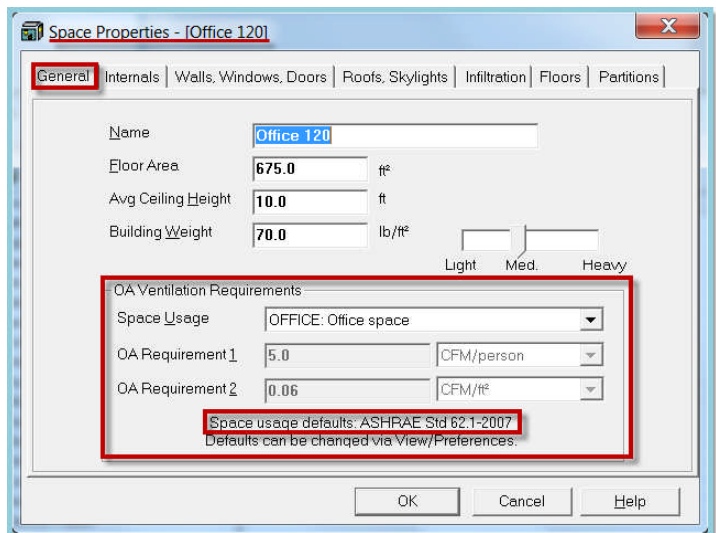 Space Properties - [Office 120]
General Internals Walls, Windows, Doors Roofs, Skylights Infiltration Floors Partitions
Name Office 120
Floor Area 675.0 ft²
Avg Ceiling Height 10.0 ft
Building Weight 70.0 lb/ft²
Light Med. Heavy
OA Ventilation Requirements
Space Usage OFFICE: Office space
OA Requirement 1 5.0 CFM/person
OA Requirement 2 0.06 CFM/ft²
Space usage defaults: ASHRAE Std 62.1-2007
Defaults can be changed via View/Preferences.
OK Cancel Help